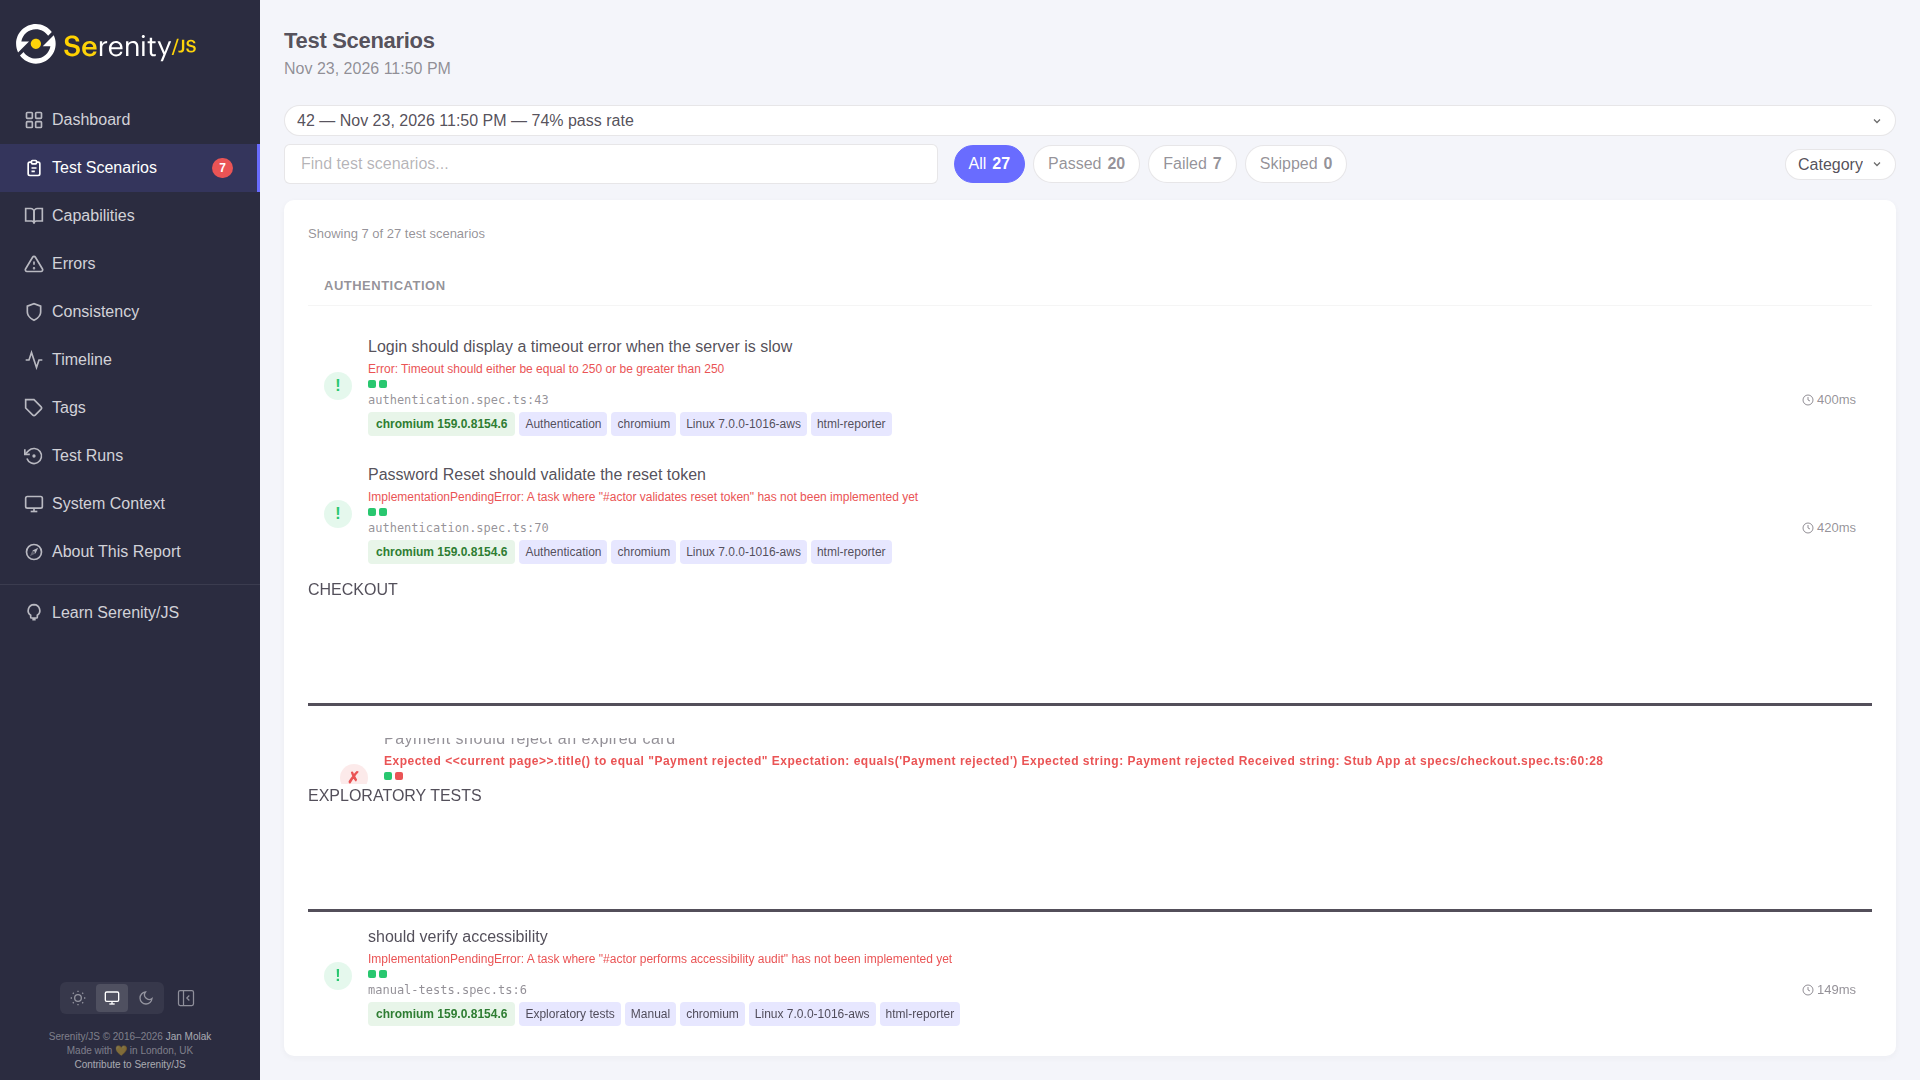 Serenity/JS
Dashboard
Test Scenarios 7
Capabilities
Errors
Consistency
Timeline
Tags
Test Runs
System Context
About This Report
Learn Serenity/JS
Serenity/JS © 2016–2026 Jan Molak
Made with 🧡 in London, UK
Contribute to Serenity/JS
Test Scenarios
Nov 23, 2026 11:50 PM
42 — Nov 23, 2026 11:50 PM — 74% pass rate
Find test scenarios...
All 27
Passed 20
Failed 7
Skipped 0
Category
Showing 7 of 27 test scenarios
AUTHENTICATION
Login should display a timeout error when the server is slow
Error: Timeout should either be equal to 250 or be greater than 250
authentication.spec.ts:43
400ms
chromium 159.0.8154.6 Authentication chromium Linux 7.0.0-1016-aws html-reporter
Password Reset should validate the reset token
ImplementationPendingError: A task where "#actor validates reset token" has not been implemented yet
authentication.spec.ts:70
420ms
chromium 159.0.8154.6 Authentication chromium Linux 7.0.0-1016-aws html-reporter
CHECKOUT
Payment should reject an expired card
Expected <<current page>>.title() to equal "Payment rejected" Expectation: equals('Payment rejected') Expected string: Payment rejected Received string: Stub App at specs/checkout.spec.ts:60:28
EXPLORATORY TESTS
should verify accessibility
ImplementationPendingError: A task where "#actor performs accessibility audit" has not been implemented yet
manual-tests.spec.ts:6
149ms
chromium 159.0.8154.6 Exploratory tests Manual chromium Linux 7.0.0-1016-aws html-reporter